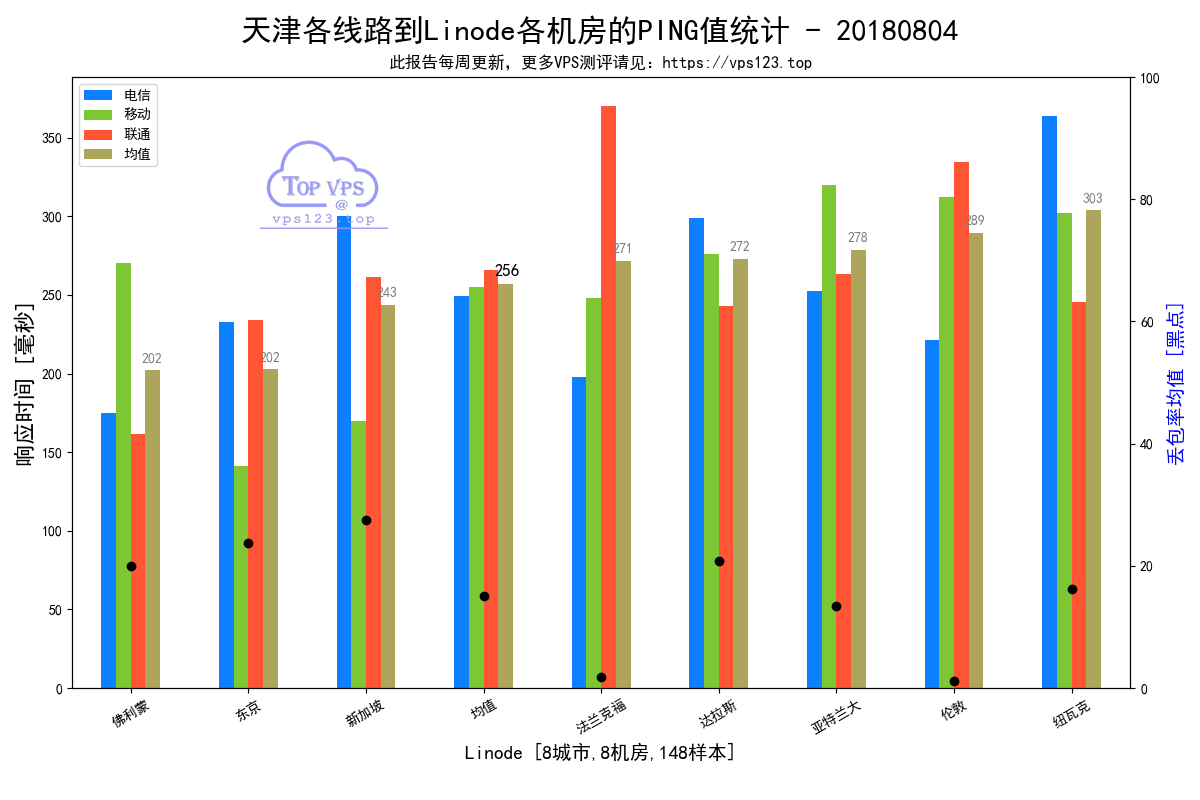 天津各线路到Linode各机房的PING值统计 - 20180804
此报告每周更新，更多VPS测评请见：https://vps123.top
电信
移动
联通
均值
TOP VPS
@
vps123.top
响应时间 [毫秒]
350
300
250
200
150
100
50
0
202
202
243
256
271
272
278
289
303
100
80
60
40
20
0
丢包率均值 [黑点]
佛利蒙
东京
新加坡
均值
法兰克福
达拉斯
亚特兰大
伦敦
纽瓦克
Linode [8城市,8机房,148样本]